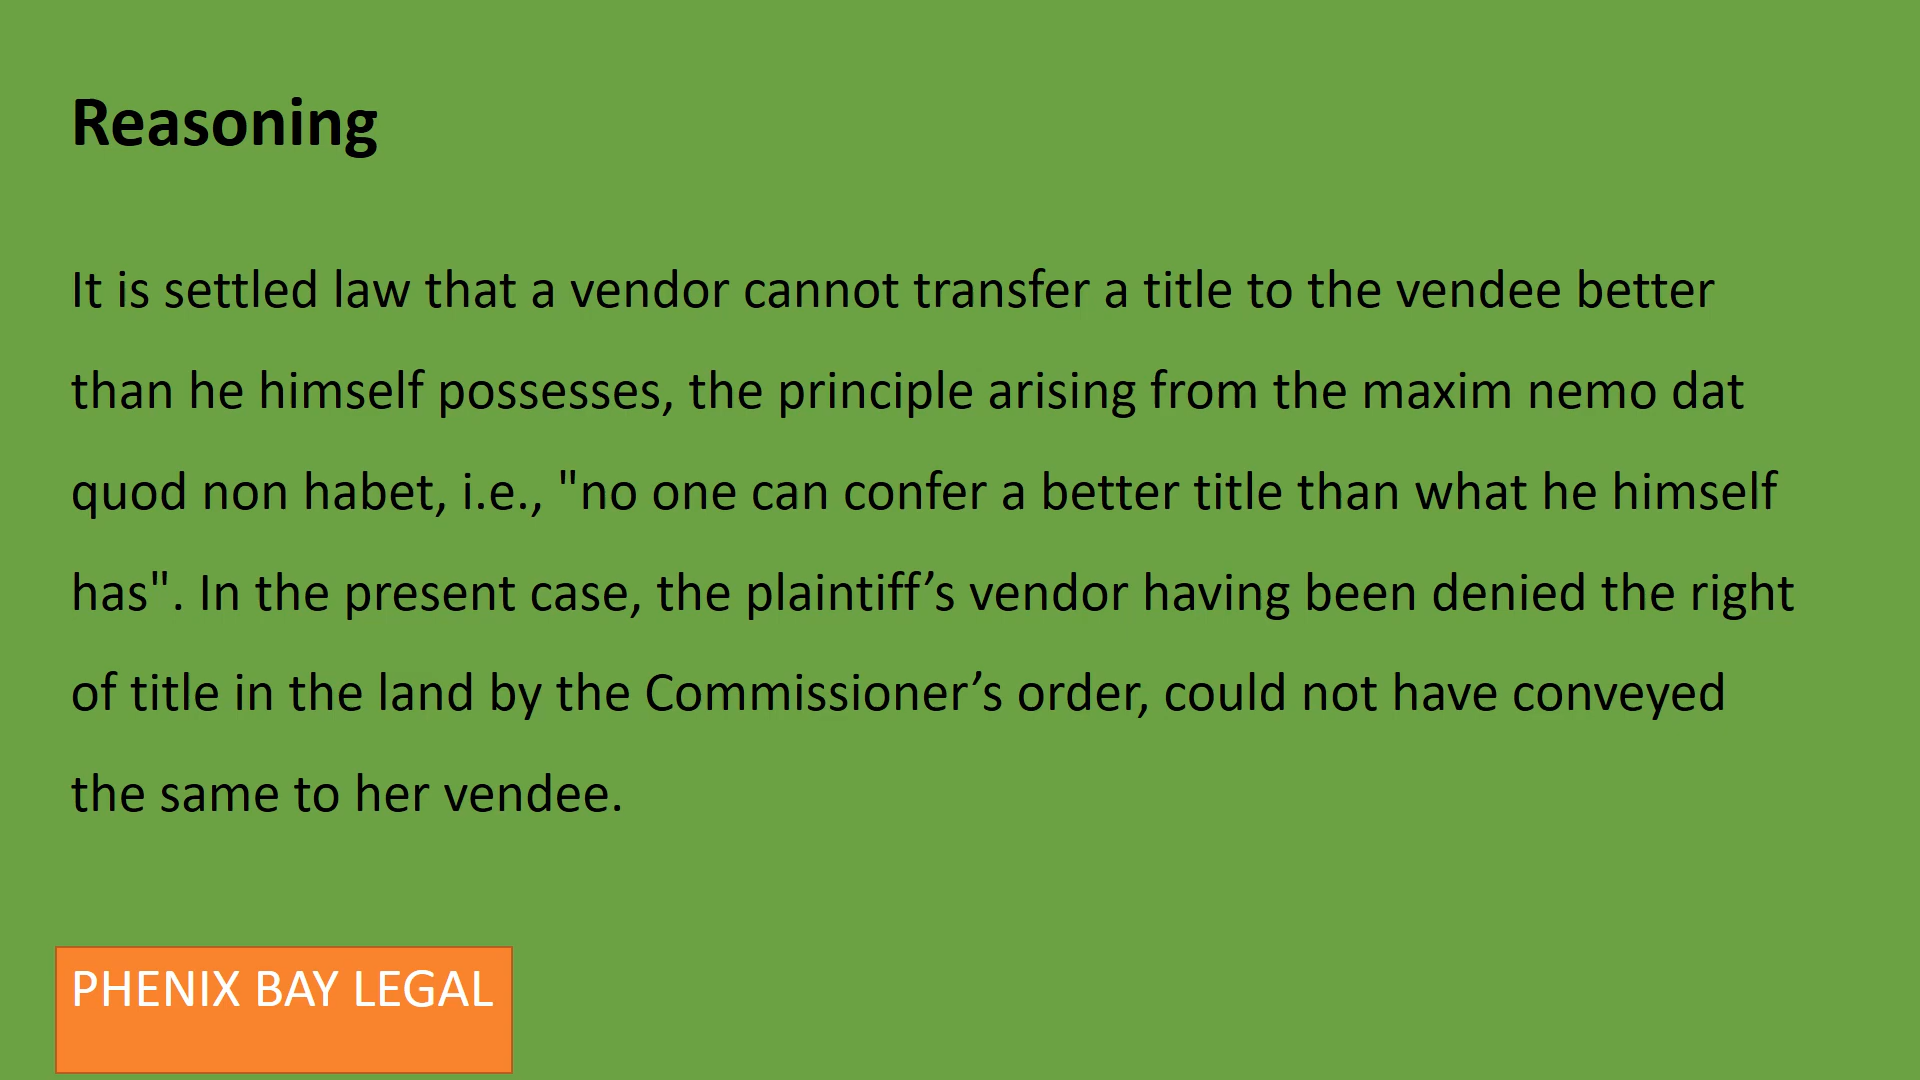 Reasoning
It is settled law that a vendor cannot transfer a title to the vendee better
than he himself possesses, the principle arising from the maxim nemo dat
quod non habet, i.e., "no one can confer a better title than what he himself
has". In the present case, the plaintiff’s vendor having been denied the right
of title in the land by the Commissioner’s order, could not have conveyed
the same to her vendee.
PHENIX BAY LEGAL